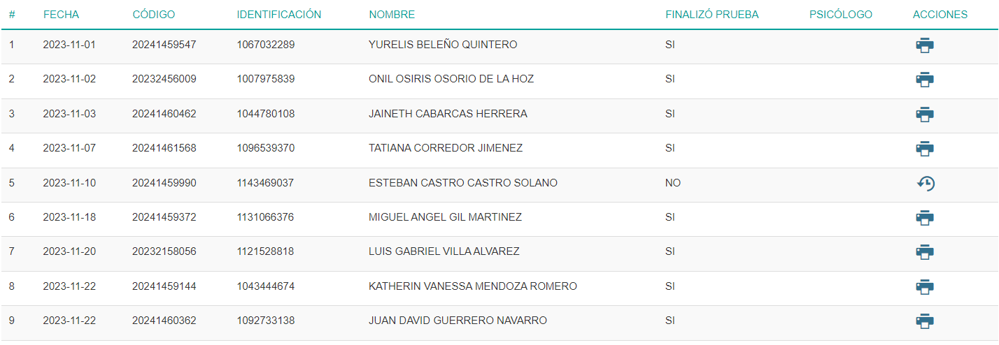 # FECHA CÓDIGO IDENTIFICACIÓN NOMBRE FINALIZÓ PRUEBA PSICÓLOGO ACCIONES
1 2023-11-01 20241459547 1067032289 YURELIS BELEÑO QUINTERO SI
2 2023-11-02 20232456009 1007975839 ONIL OSIRIS OSORIO DE LA HOZ SI
3 2023-11-03 20241460462 1044780108 JAINETH CABARCAS HERRERA SI
4 2023-11-07 20241461568 1096539370 TATIANA CORREDOR JIMENEZ SI
5 2023-11-10 20241459990 1143469037 ESTEBAN CASTRO CASTRO SOLANO NO
6 2023-11-18 20241459372 1131066376 MIGUEL ANGEL GIL MARTINEZ SI
7 2023-11-20 20232158056 1121528818 LUIS GABRIEL VILLA ALVAREZ SI
8 2023-11-22 20241459144 1043444674 KATHERIN VANESSA MENDOZA ROMERO SI
9 2023-11-22 20241460362 1092733138 JUAN DAVID GUERRERO NAVARRO SI